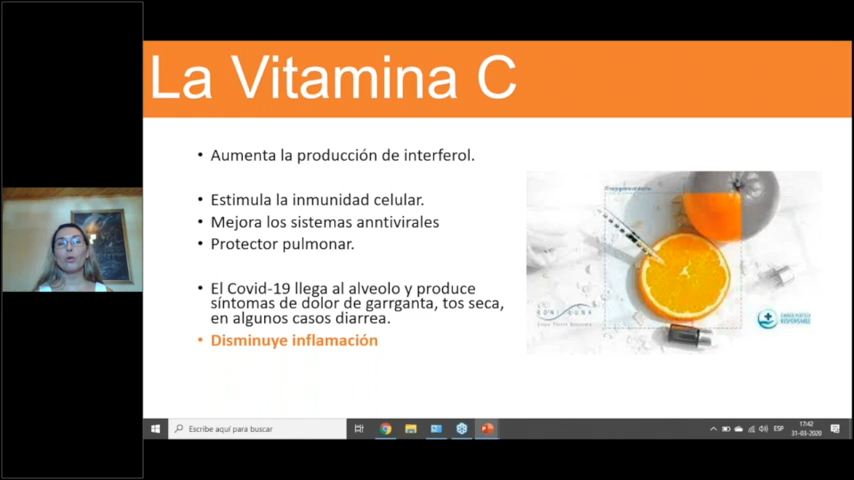 La Vitamina C
• Aumenta la producción de interferol.
• Estimula la inmunidad celular.
• Mejora los sistemas anntivirales
• Protector pulmonar.
• El Covid-19 llega al alveolo y produce
síntomas de dolor de garrganta, tos seca,
en algunos casos diarrea.
• Disminuye inflamación
RESPONSABLES
Escribe aquí para buscar
ESP
17:42
31-03-2020